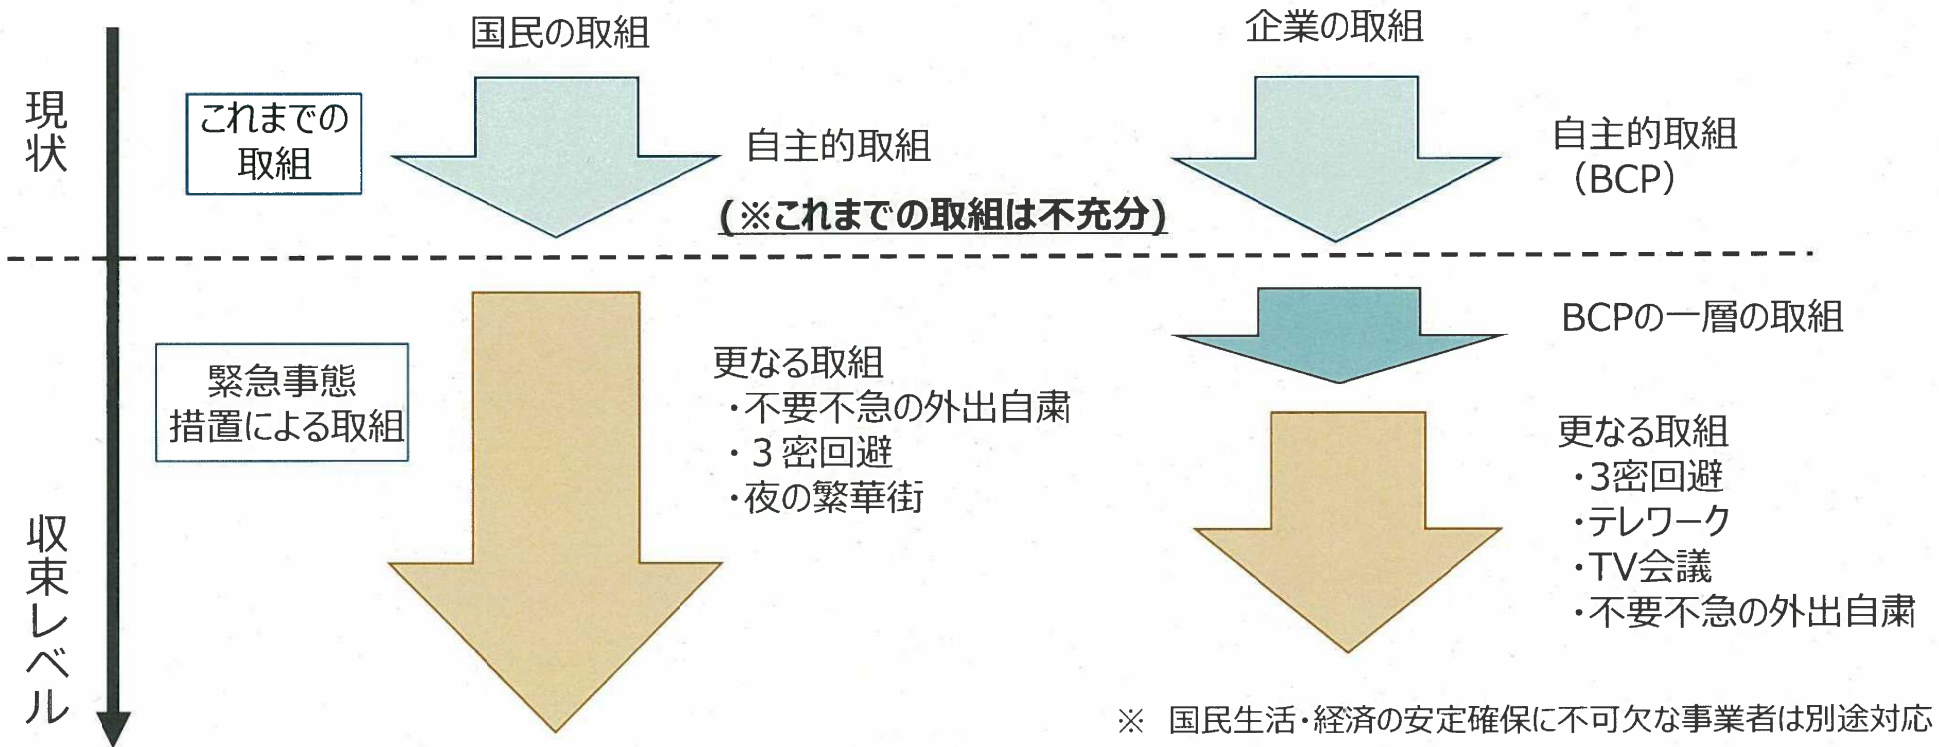 国民の取組
企業の取組
現状
これまでの
取組
自主的取組
自主的取組
（BCP）
(※これまでの取組は不充分)
緊急事態
措置による取組
更なる取組
・不要不急の外出自粛
・３密回避
・夜の繁華街
BCPの一層の取組
更なる取組
・3密回避
・テレワーク
・TV会議
・不要不急の外出自粛
収束レベル
※　国民生活・経済の安定確保に不可欠な事業者は別途対応